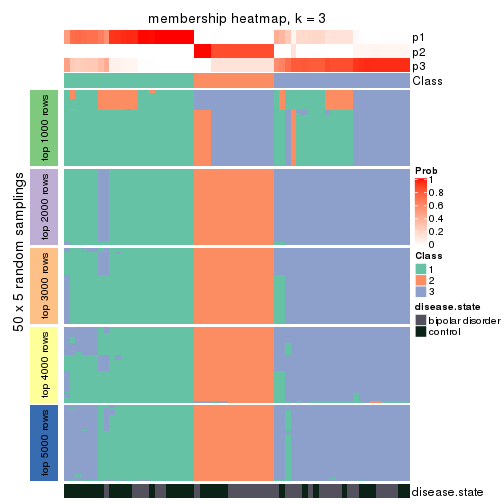 membership heatmap, k = 3
p1
p2
p3
Class
50 x 5 random samplings
top 1000 rows
top 2000 rows
top 3000 rows
top 4000 rows
top 5000 rows
Prob
1
0.8
0.6
0.4
0.2
0
Class
1
2
3
disease.state
bipolar disorder
control
disease.state